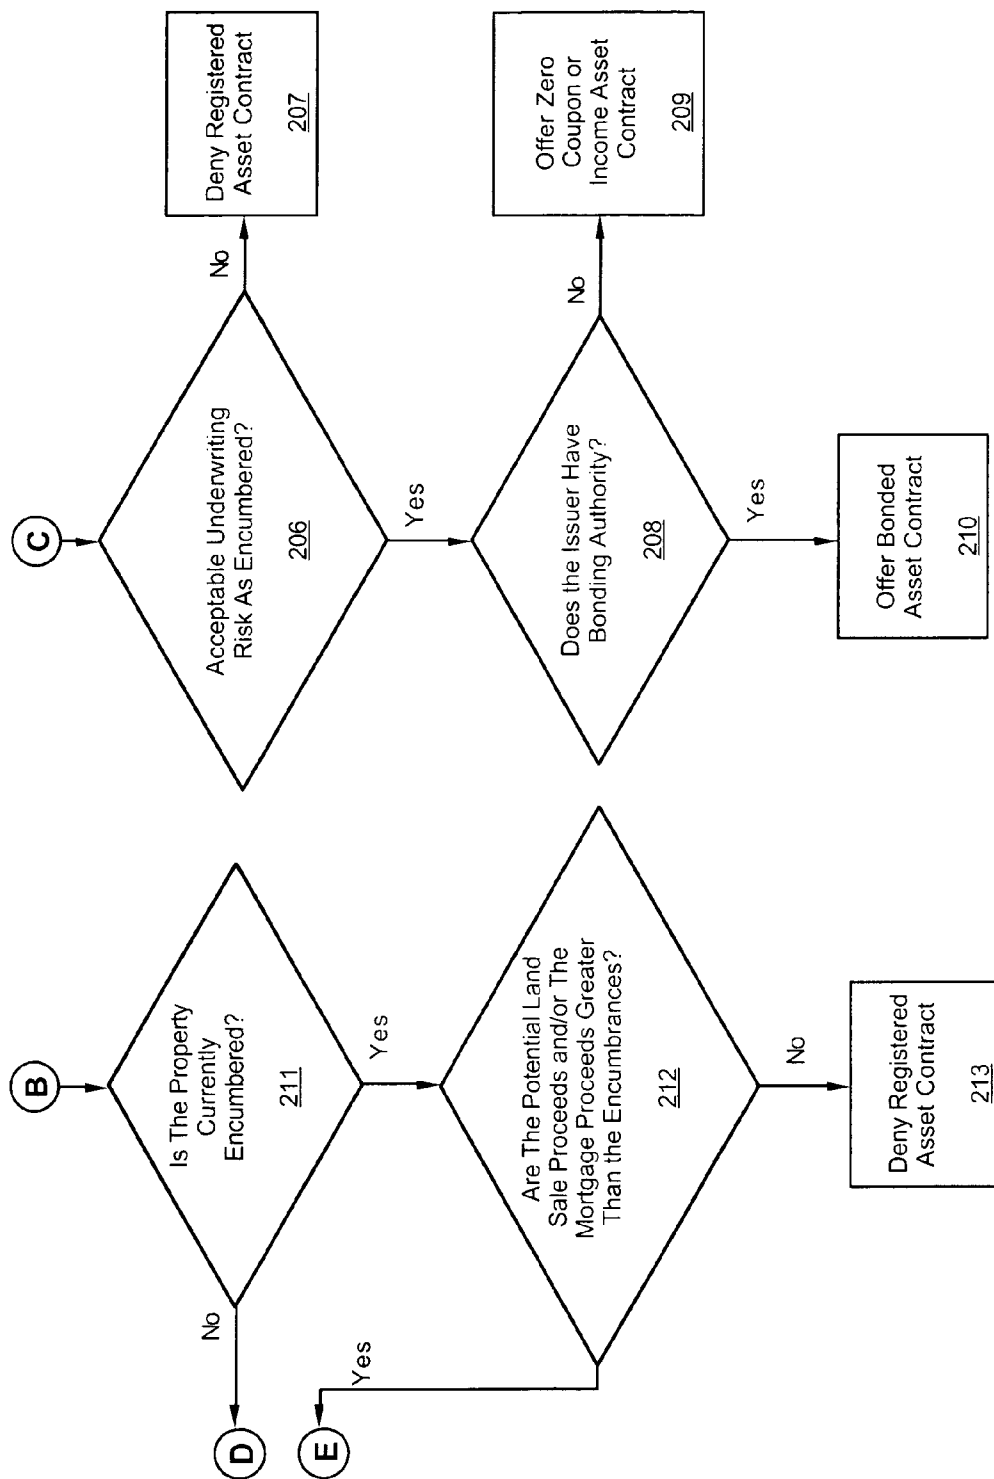 B
Is The Property
Currently
Encumbered?
211
No
D
Yes
Are The Potential Land
Sale Proceeds and/or The
Mortgage Proceeds Greater
Than the Encumbrances?
212
Yes
E
No
Deny Registered
Asset Contract
213
C
Acceptable Underwriting
Risk As Encumbered?
206
No
Deny Registered
Asset Contract
207
Yes
Does the Issuer Have
Bonding Authority?
208
No
Offer Zero
Coupon or
Income Asset
Contract
209
Yes
Offer Bonded
Asset Contract
210